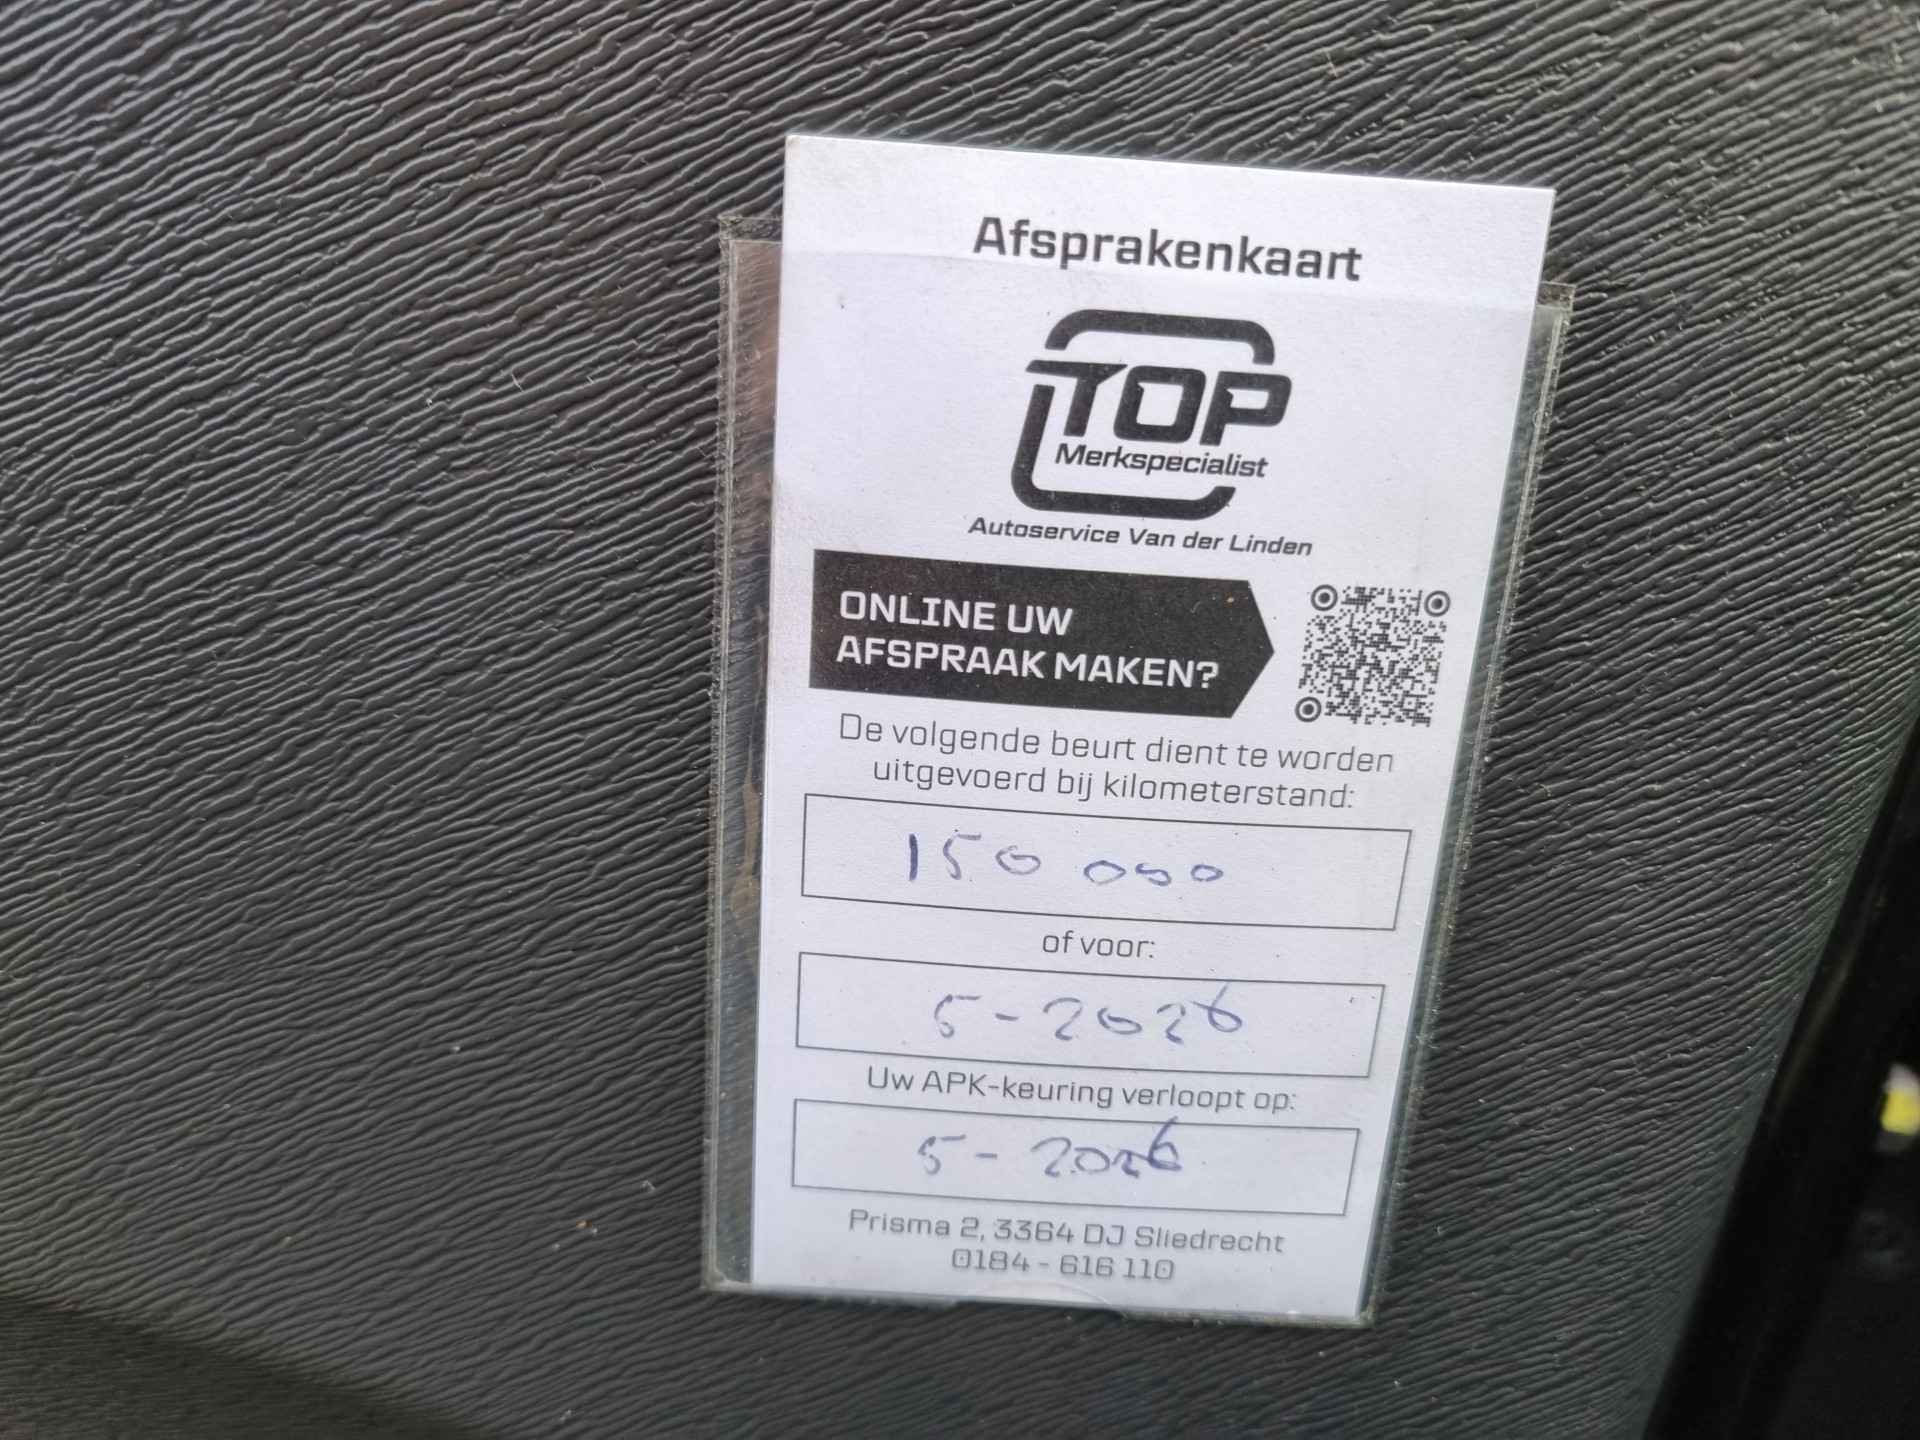 Afsprakenkaart
TOP
Merkspecialist
Autoservice Van der Linden
ONLINE UW
AFSPRAAK MAKEN?
De volgende beurt dient te worden
uitgevoerd bij kilometerstand:
150 000
of voor:
5-2026
Uw APK-keuring verloopt op:
5-2026
Prisma 2, 3364 DJ Sliedrecht
0184 - 616 110